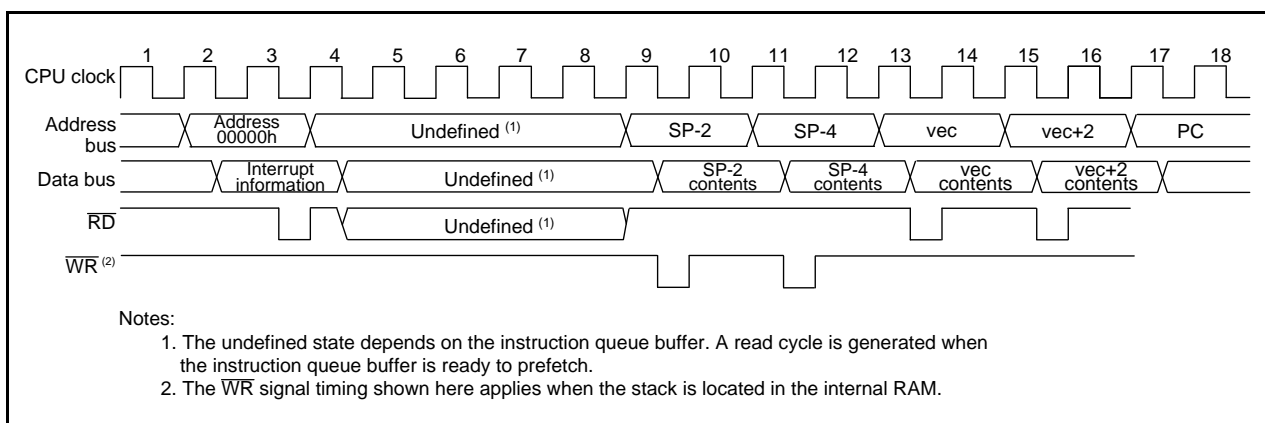 1 2 3 4 5 6 7 8 9 10 11 12 13 14 15 16 17 18
CPU clock
Address
bus
Address
00000h
Undefined (1)
SP-2
SP-4
vec
vec+2
PC
Data bus
Interrupt
information
Undefined (1)
SP-2
contents
SP-4
contents
vec
contents
vec+2
contents
RD
Undefined (1)
WR (2)
Notes:
1. The undefined state depends on the instruction queue buffer. A read cycle is generated when
the instruction queue buffer is ready to prefetch.
2. The WR signal timing shown here applies when the stack is located in the internal RAM.